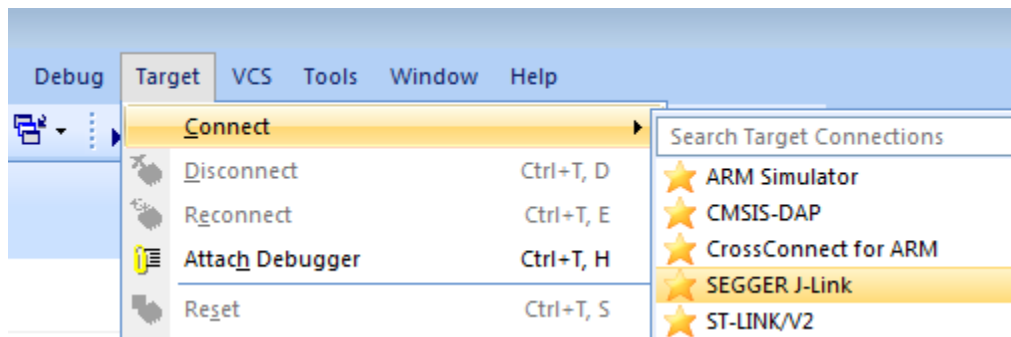 Debug Target VCS Tools Window Help
Connect
Search Target Connections
Disconnect Ctrl+T, D
ARM Simulator
Reconnect Ctrl+T, E
CMSIS-DAP
Attach Debugger Ctrl+T, H
CrossConnect for ARM
SEGGER J-Link
Reset Ctrl+T, S
ST-LINK/V2